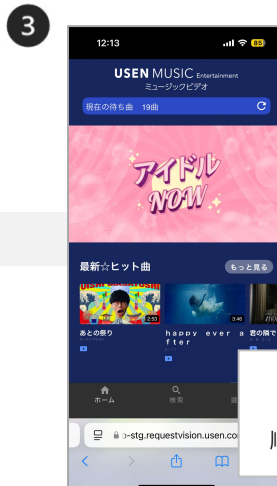 3
12:13
85
USEN MUSIC Entertainment
ミュージックビデオ
現在の待ち曲 19曲
アイドル
NOW
最新☆ヒット曲
もっと見る
2:53
3:46
あとの祭り
happy ever a
fter
君の隣で
ホーム
検索
-stg.requestvision.usen.co